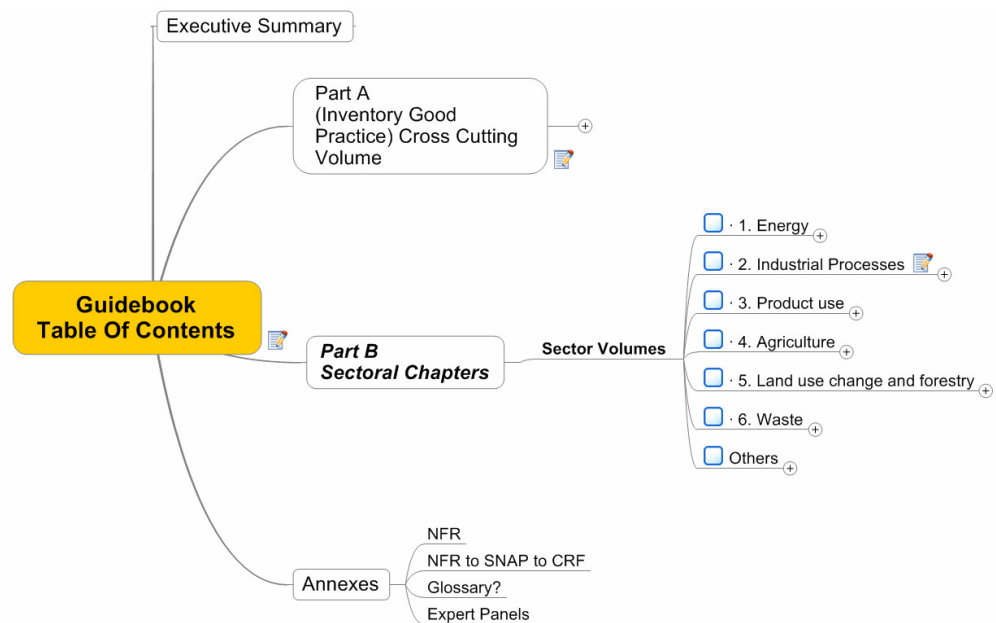 Executive Summary
Part A
(Inventory Good
Practice) Cross Cutting
Volume
Guidebook
Table Of Contents
Part B
Sectoral Chapters
Sector Volumes
· 1. Energy
· 2. Industrial Processes
· 3. Product use
· 4. Agriculture
· 5. Land use change and forestry
· 6. Waste
Others
Annexes
NFR
NFR to SNAP to CRF
Glossary?
Expert Panels